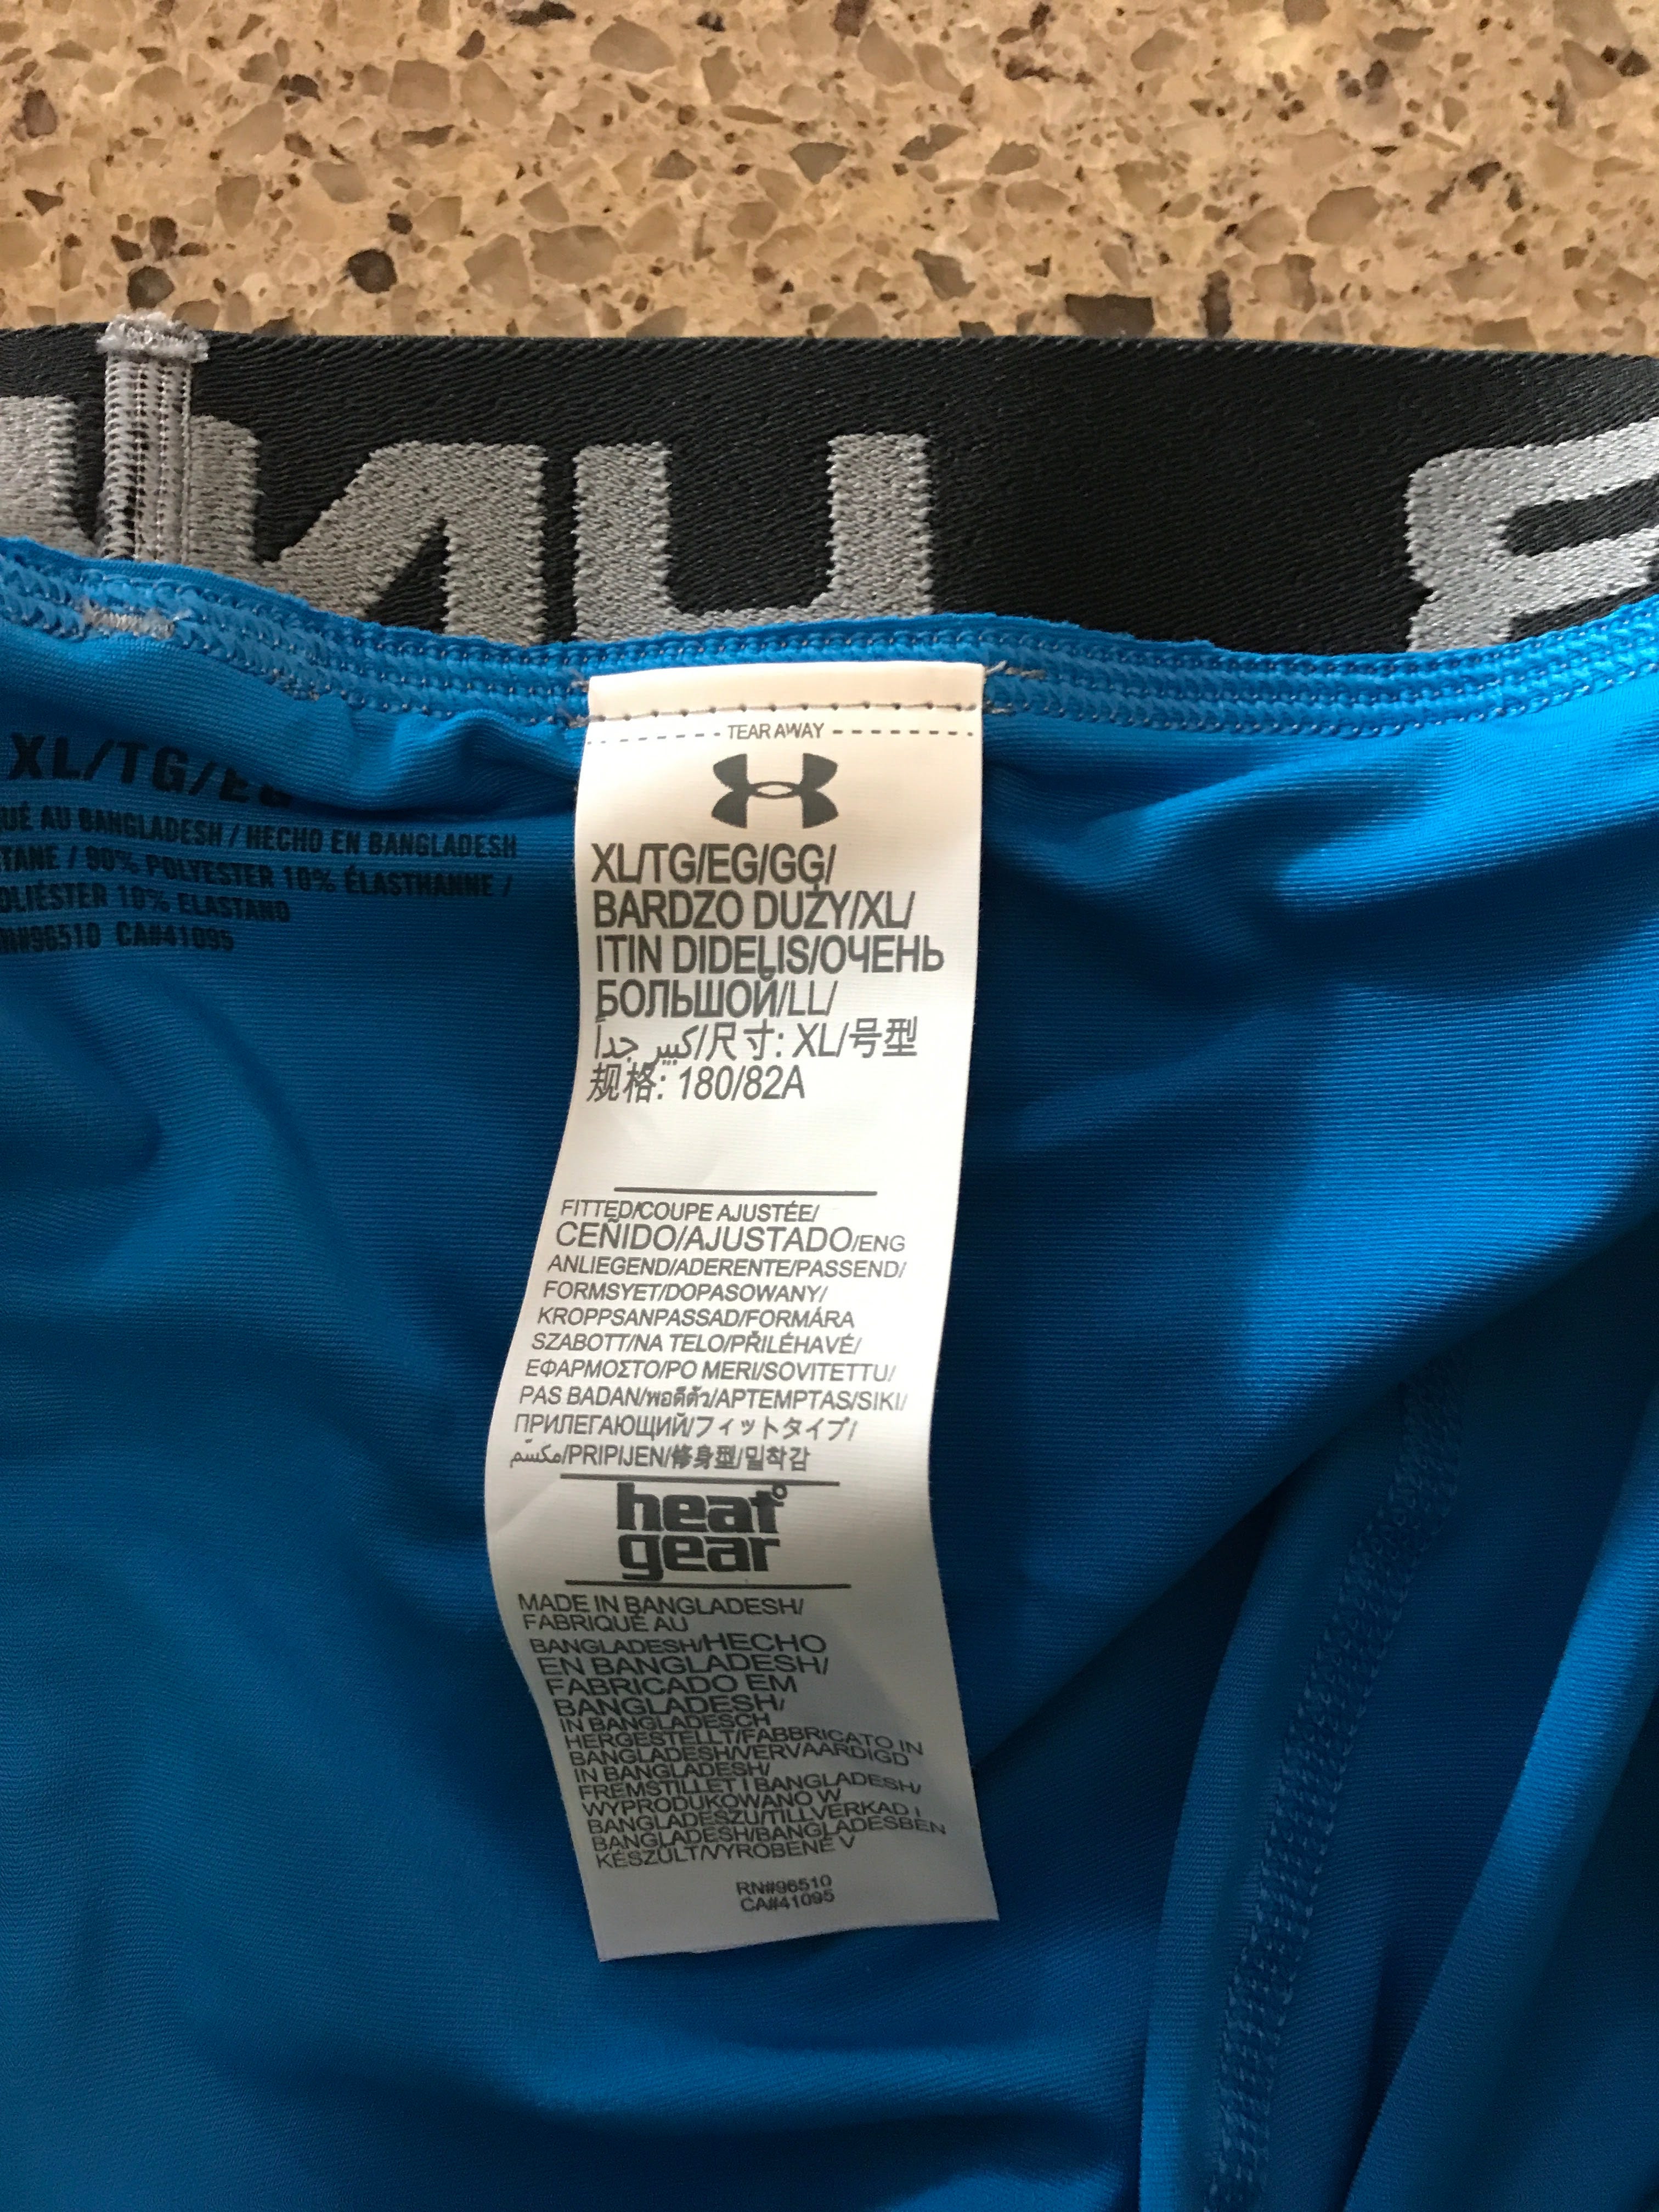 XL/TG/EG
UÉ AU BANGLADESH / HECHO EN BANGLADESH
TANE / 90% POLYESTER 10% ÉLASTHANNE /
OLIÉSTER 10% ELASTANO
RN#96510 CA#41095
TEAR AWAY
XL/TG/EG/GG/
BARDZO DUŻY/XL/
ITIN DIDELIS/ОЧЕНЬ
БОЛЬШОЙ/LL/
كبير جداً/尺寸: XL/号型
规格: 180/82A
FITTED/COUPE AJUSTÉE/
CEÑIDO/AJUSTADO/ENG
ANLIEGEND/ADERENTE/PASSEND/
FORMSYET/DOPASOWANY/
KROPPSANPASSAD/FORMÁRA
SZABOTT/NA TELO/PŘILÉHAVÉ/
ΕΦΑΡΜΟΣΤΟ/PO MERI/SOVITETTU/
PAS BADAN/พอดีตัว/APTEMPTAS/SIKI/
ПРИЛЕГАЮЩИЙ/フィットタイプ/
مكسّم/PRIPIJEN/修身型/밀착감
heat
gear
MADE IN BANGLADESH/
FABRIQUÉ AU
BANGLADESH/HECHO
EN BANGLADESH/
FABRICADO EM
BANGLADESH/
IN BANGLADESCH
HERGESTELLT/FABBRICATO IN
BANGLADESH/VERVAARDIGD
IN BANGLADESH/
FREMSTILLET I BANGLADESH/
WYPRODUKOWANO W
BANGLADESZU/TILLVERKAD I
BANGLADESH/BANGLADESBEN
KÉSZÜLT/VYROBENÉ V
RN#96510
CA#41095